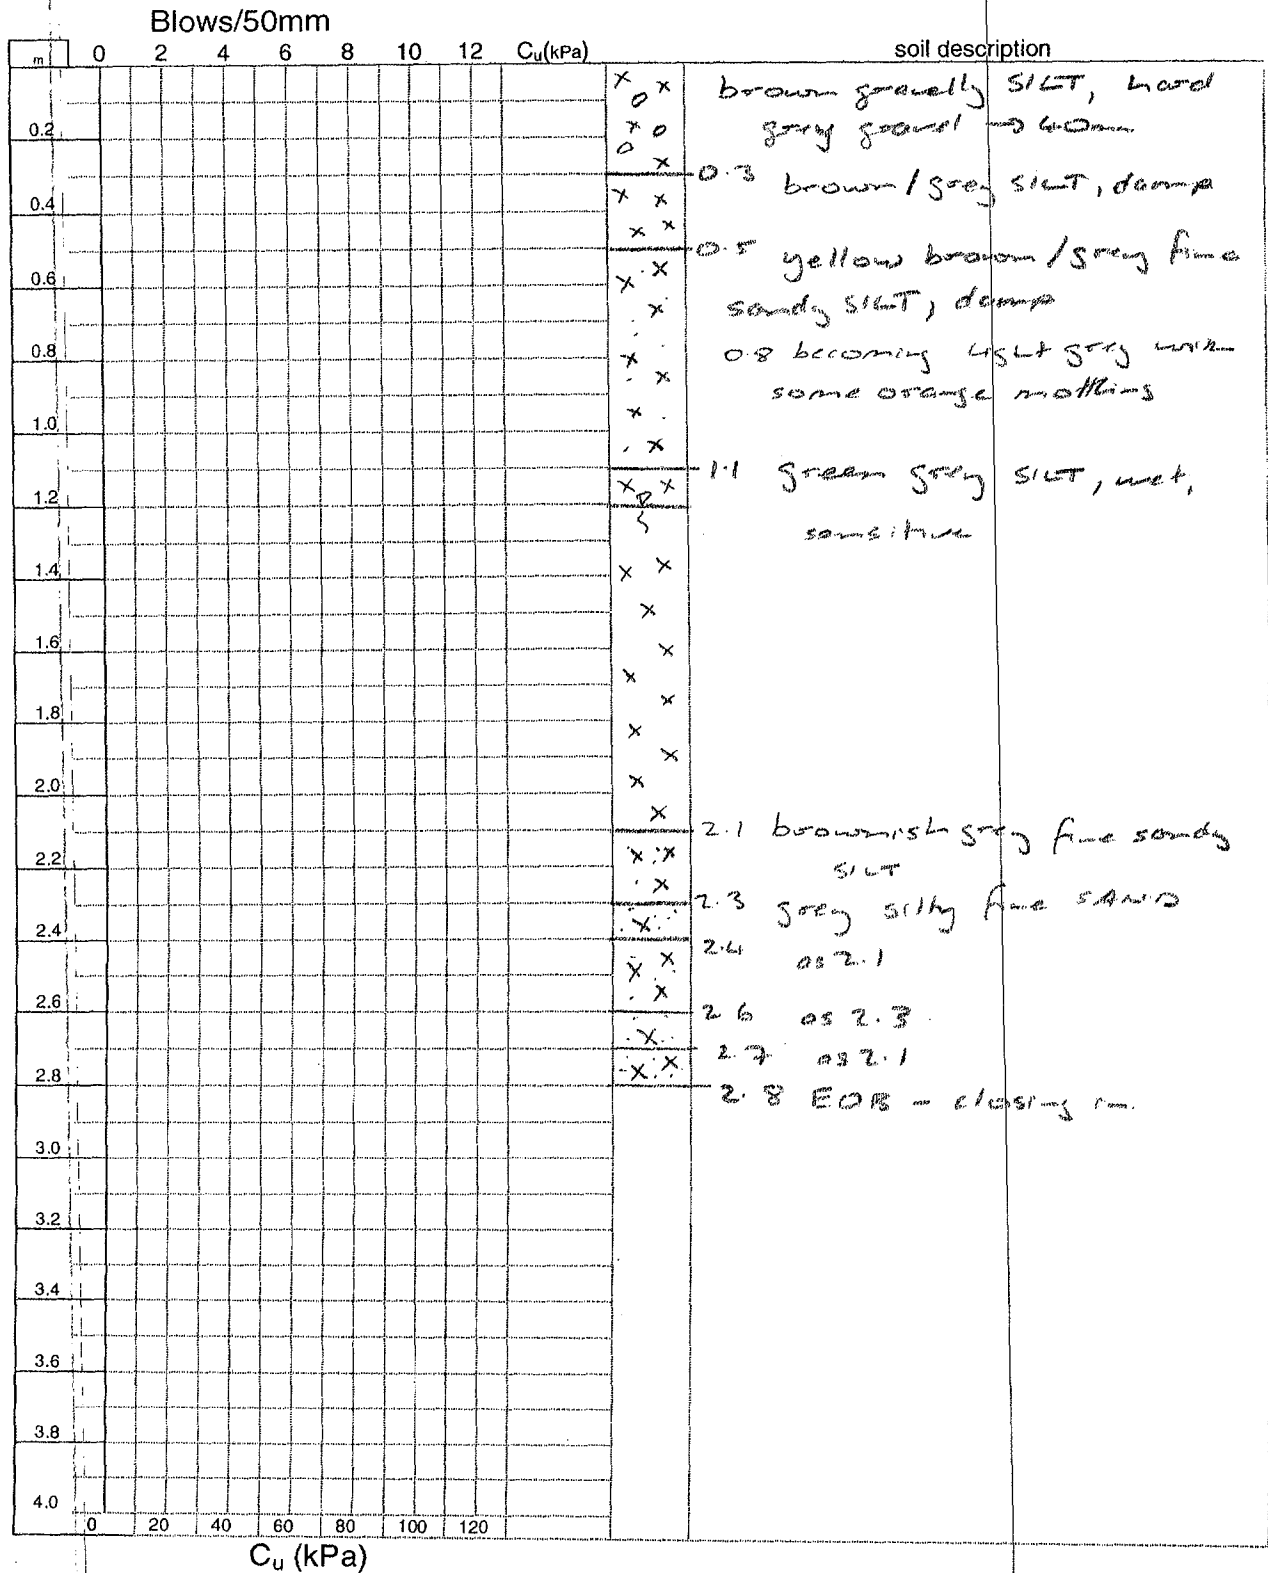 Blows/50mm
m 0 2 4 6 8 10 12 Cu(kPa) soil description
brown gravelly SILT, hard
grey gravel → 40mm
0.2
0.3 brown/grey SILT, damp
0.4
0.5 yellow brown/grey fine
0.6
sandy SILT, damp
0.8
0.8 becoming light grey with
some orange mottling
1.0
1.1 green grey SILT, wet,
1.2
sensitive
1.4
1.6
1.8
2.0
2.1 brownish grey fine sandy
2.2
SILT
2.3 grey silty fine SAND
2.4
2.4 as 2.1
2.6
2.6 as 2.3
2.7 as 2.1
2.8
2.8 EOB - closing in.
3.0
3.2
3.4
3.6
3.8
4.0
0 20 40 60 80 100 120
Cu (kPa)